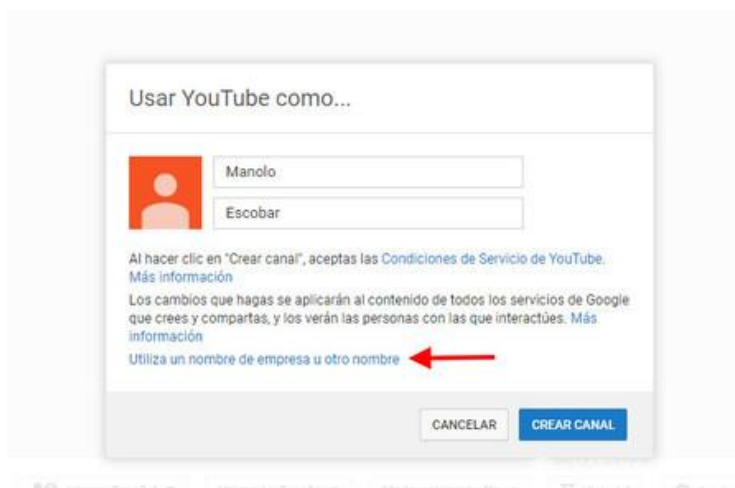 Usar YouTube como...
Manolo
Escobar
Al hacer clic en "Crear canal", aceptas las Condiciones de Servicio de YouTube.
Más información
Los cambios que hagas se aplicarán al contenido de todos los servicios de Google
que crees y compartas, y los verán las personas con las que interactúes. Más
información
Utiliza un nombre de empresa u otro nombre
CANCELAR
CREAR CANAL